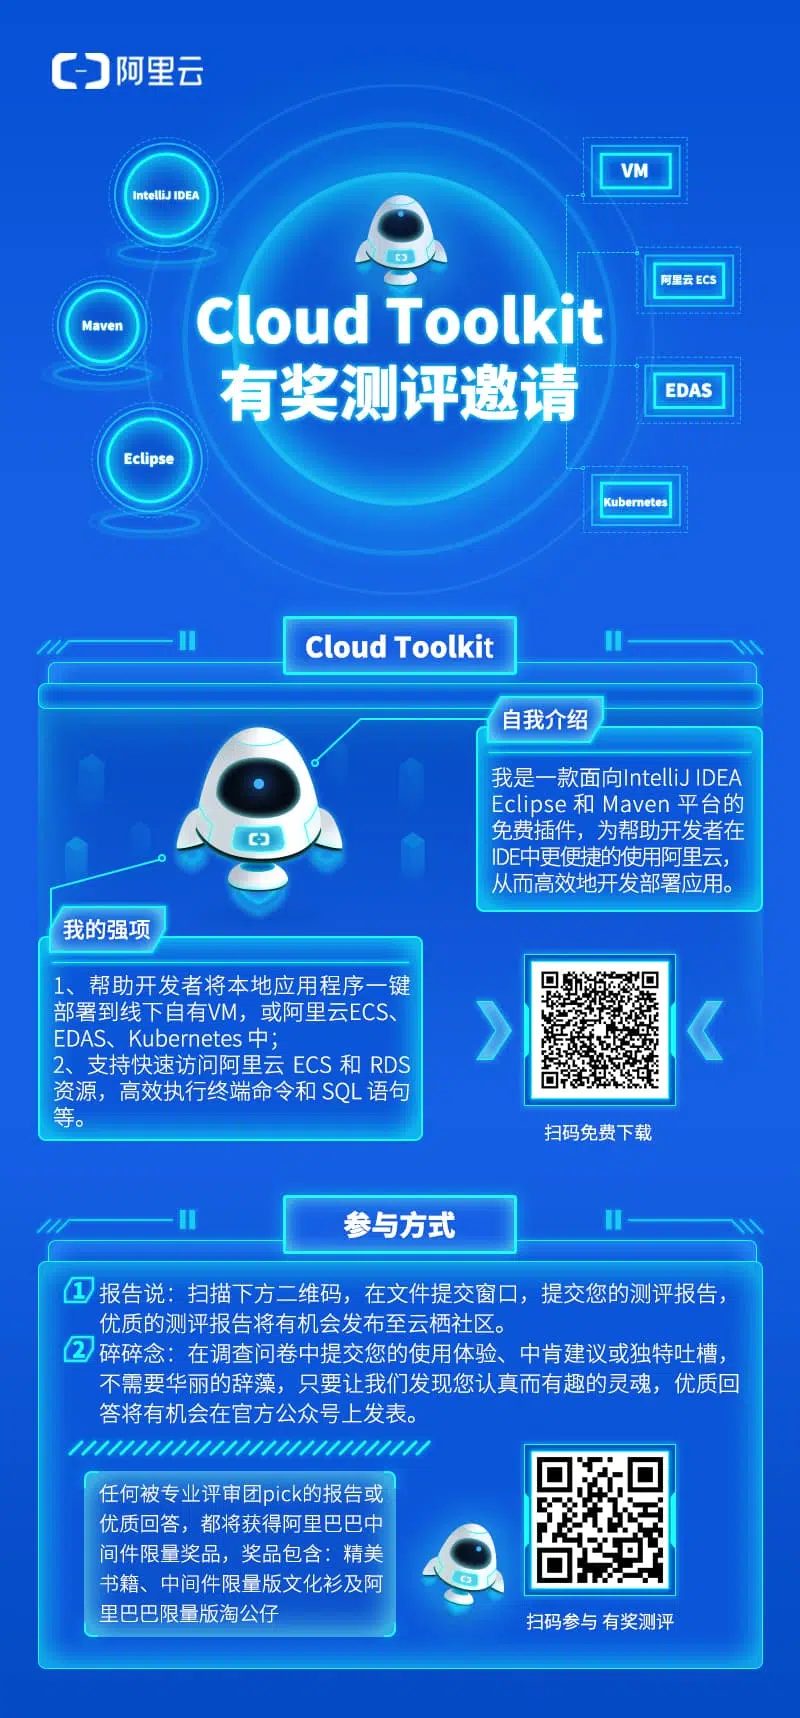 阿里云
IntelliJ IDEA
VM
阿里云 ECS
Maven
Cloud Toolkit
有奖测评邀请
EDAS
Eclipse
Kubernetes
Cloud Toolkit
自我介绍
我是一款面向IntelliJ IDEA
Eclipse 和 Maven 平台的
免费插件，为帮助开发者在
IDE中更便捷的使用阿里云，
从而高效地开发部署应用。
我的强项
1、帮助开发者将本地应用程序一键
部署到线下自有VM，或阿里云ECS、
EDAS、Kubernetes 中；
2、支持快速访问阿里云 ECS 和 RDS
资源，高效执行终端命令和 SQL 语句
等。
扫码免费下载
参与方式
1 报告说：扫描下方二维码，在文件提交窗口，提交您的测评报告，
优质的测评报告将有机会发布至云栖社区。
2 碎碎念：在调查问卷中提交您的使用体验、中肯建议或独特吐槽，
不需要华丽的辞藻，只要让我们发现您认真而有趣的灵魂，优质回
答将有机会在官方公众号上发表。
任何被专业评审团pick的报告或
优质回答，都将获得阿里巴巴中
间件限量奖品，奖品包含：精美
书籍、中间件限量版文化衫及阿
里巴巴限量版淘公仔
扫码参与 有奖测评